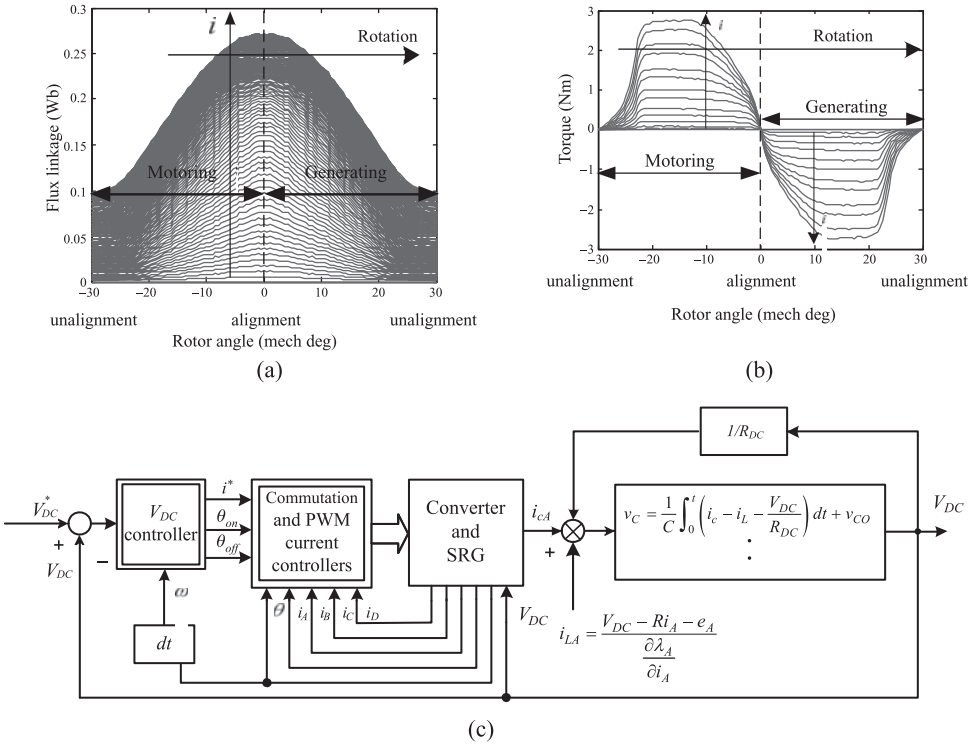 0.3
0.25
0.2
0.15
0.1
0.05
0
Flux linkage (Wb)
i
Rotation
Motoring
Generating
−30 −20 −10 0 10 20 30
unalignment alignment unalignment
Rotor angle (mech deg)
(a)
3
2
1
0
−1
−2
−3
Torque (Nm)
i
Rotation
Generating
Motoring
i
−30 −20 −10 0 10 20 30
unalignment alignment unalignment
Rotor angle (mech deg)
(b)
1/R_DC
V*_DC
+
V_DC
−
V_DC
controller
i*
θ_on
θ_off
ω
dt
Commutation
and PWM
current
controllers
θ i_A i_B i_C i_D
Converter
and
SRG
i_cA
+
V_DC
v_C = 1/C ∫_0^t (i_c − i_L − V_DC/R_DC) dt + v_CO
V_DC
i_LA = (V_DC − Ri_A − e_A) / (∂λ_A/∂i_A)
(c)